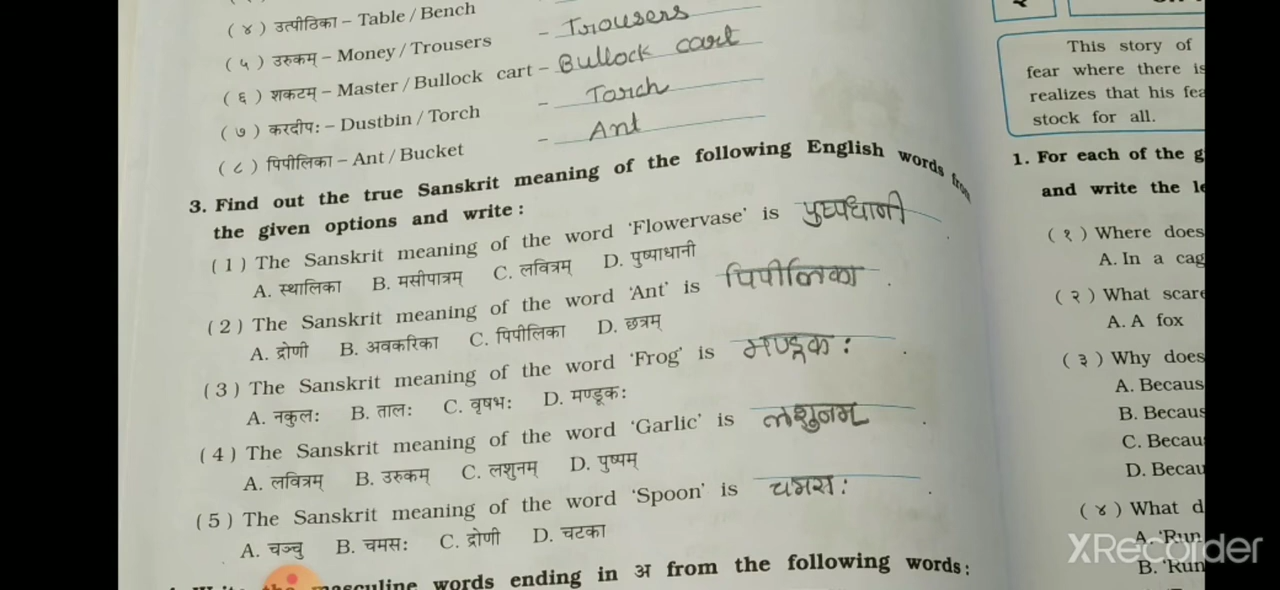 (४) उत्पीठिका – Table / Bench
(५) उरुकम् – Money / Trousers – Trousers
(६) शकटम् – Master / Bullock cart – Bullock cart
(७) करदीपः – Dustbin / Torch – Torch
(८) पिपीलिका – Ant / Bucket – Ant
3. Find out the true Sanskrit meaning of the following English words from
the given options and write :
(1) The Sanskrit meaning of the word 'Flowervase' is पुष्पधाणी
A. स्थालिका B. मसीपात्रम् C. लवित्रम् D. पुष्पाधानी
(2) The Sanskrit meaning of the word 'Ant' is पिपीलिका .
A. द्रोणी B. अवकरिका C. पिपीलिका D. छत्रम्
(3) The Sanskrit meaning of the word 'Frog' is मण्डूकः .
A. नकुलः B. तालः C. वृषभः D. मण्डूकः
(4) The Sanskrit meaning of the word 'Garlic' is लशुनम् .
A. लवित्रम् B. उरुकम् C. लशुनम् D. पुष्पम्
(5) The Sanskrit meaning of the word 'Spoon' is चमसः .
A. चञ्चु B. चमसः C. द्रोणी D. चटका
words ending in अ from the following words:
This story of
fear where there is
realizes that his fea
stock for all.
1. For each of the g
and write the le
(१) Where does
A. In a cag
(२) What scare
A. A fox
(३) Why does
A. Becaus
B. Becaus
C. Becau
D. Becau
(४) What d
A. 'Run
B. 'Run
XRecorder